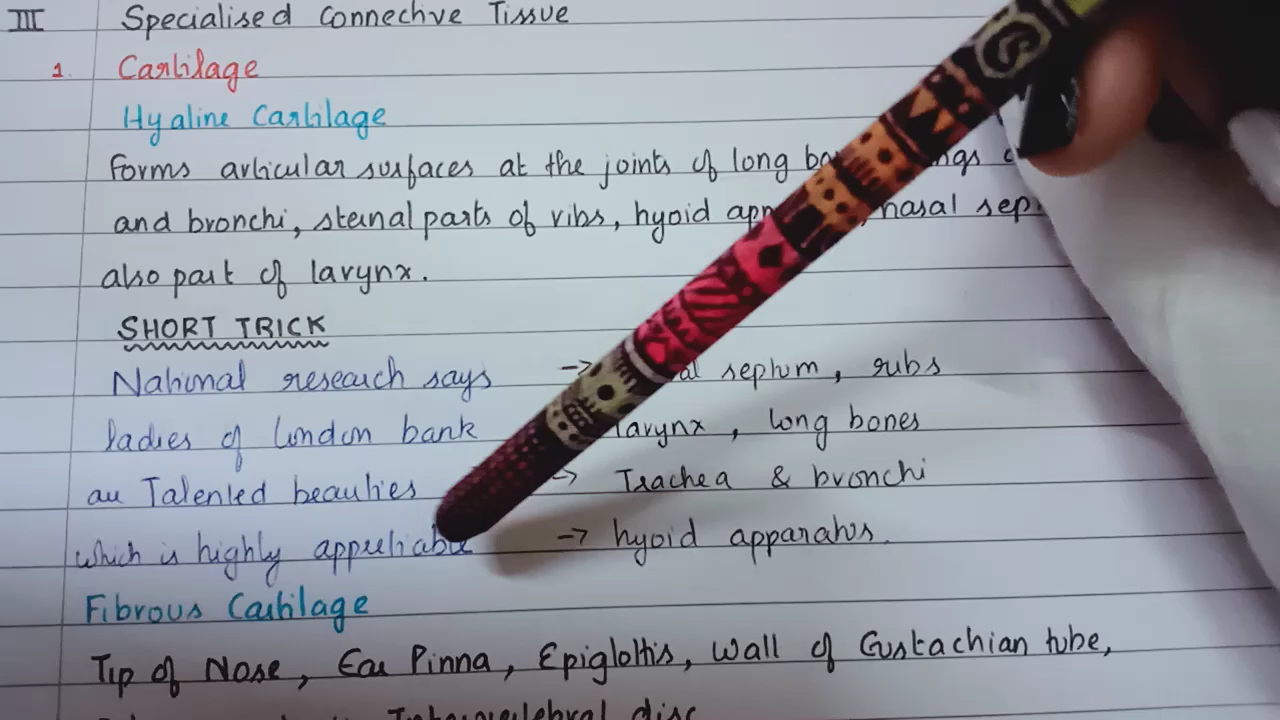 III Specialised Connective Tissue
1. Cartilage
Hyaline Cartilage
Forms articular surfaces at the joints of long
and bronchi, sternal parts of ribs, hyoid nasal
also part of larynx.
SHORT TRICK
National research says → septum, ribs
ladies of London bank larynx, long bones
are Talented beauties → Trachea & bronchi
which is highly appreciable → hyoid apparatus.
Fibrous Cartilage
Tip of Nose, Ear Pinna, Epiglottis, Wall of Eustachian tube,
Intervertebral disc